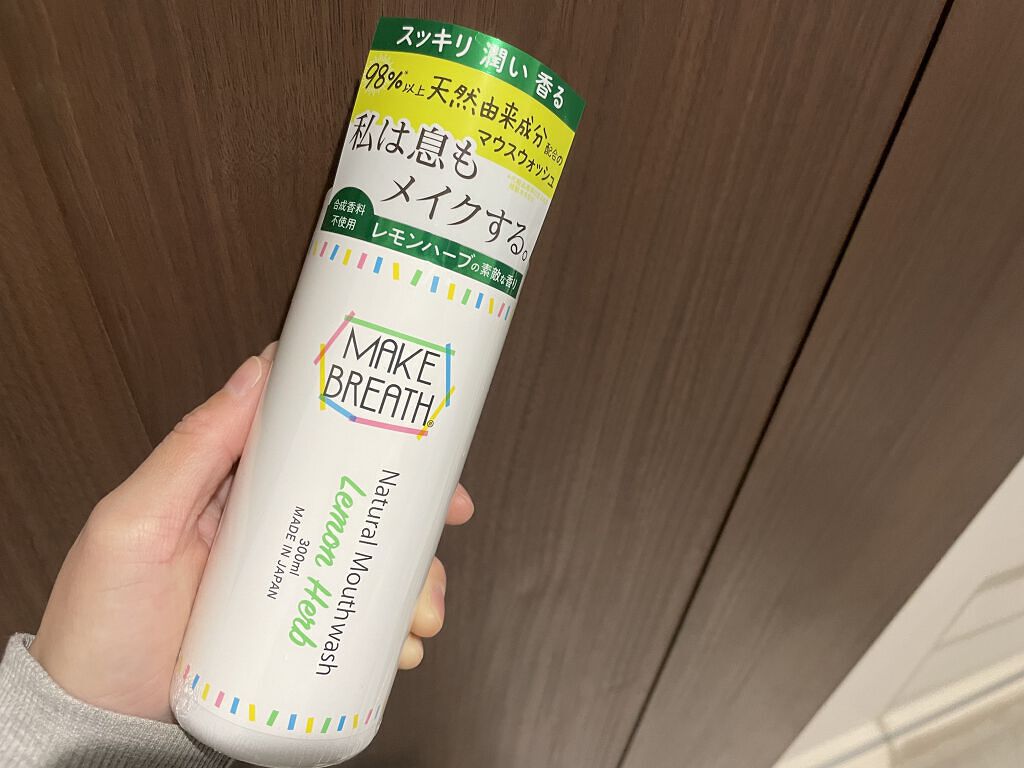 スッキリ 潤い 香る
98%以上天然由来成分配合の
マウスウォッシュ
私は息も
メイクする。
合成香料
不使用
レモンハーブの素敵な香り
MAKE
BREATH®
Natural Mouthwash
Lemon Herb
300ml
MADE IN JAPAN